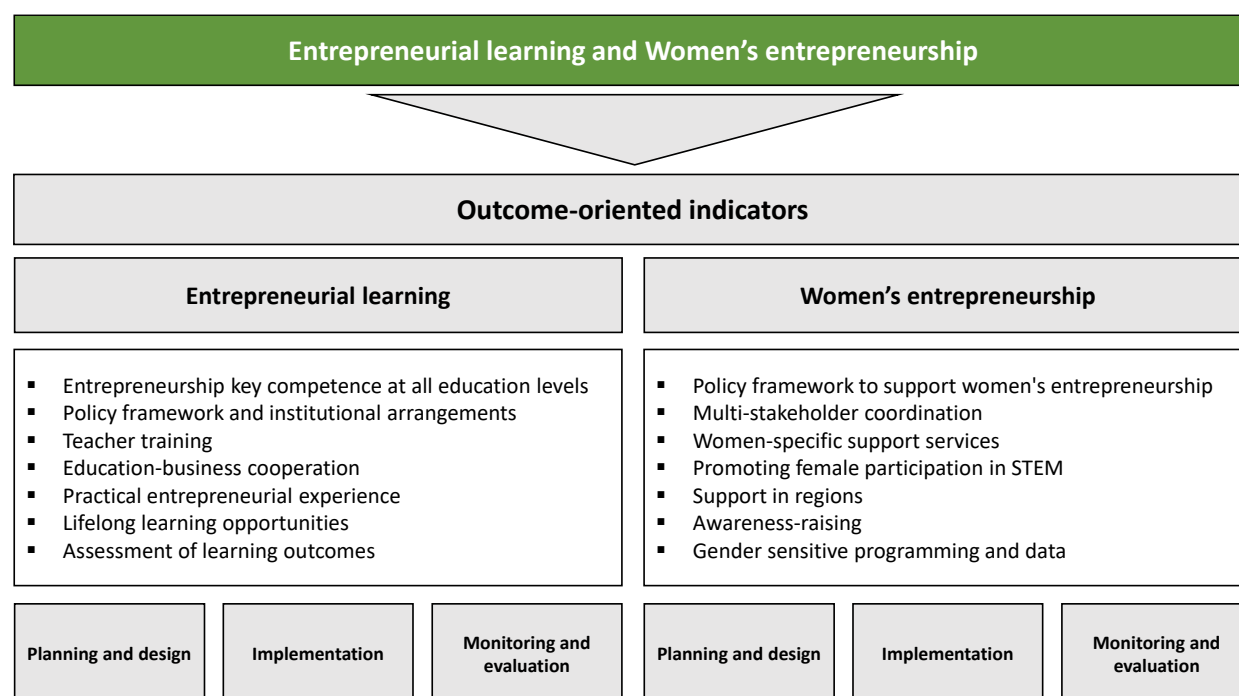 Entrepreneurial learning and Women’s entrepreneurship
Outcome-oriented indicators
Entrepreneurial learning
▪ Entrepreneurship key competence at all education levels
▪ Policy framework and institutional arrangements
▪ Teacher training
▪ Education-business cooperation
▪ Practical entrepreneurial experience
▪ Lifelong learning opportunities
▪ Assessment of learning outcomes
Planning and design
Implementation
Monitoring and
evaluation
Women’s entrepreneurship
▪ Policy framework to support women's entrepreneurship
▪ Multi-stakeholder coordination
▪ Women-specific support services
▪ Promoting female participation in STEM
▪ Support in regions
▪ Awareness-raising
▪ Gender sensitive programming and data
Planning and design
Implementation
Monitoring and
evaluation